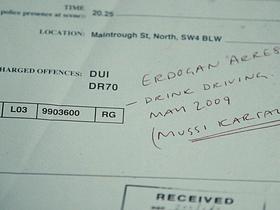 TIME
police presence at scene: 20.25
LOCATION: Maintrough St, North, SW4 BLW
CHARGED OFFENCES: DUI
DR70
L03 9903600 RG
ERDOGAN ARRES
– DRINK DRIVING
MAY 2009
(MUSSI KARTAL
RECEIVED